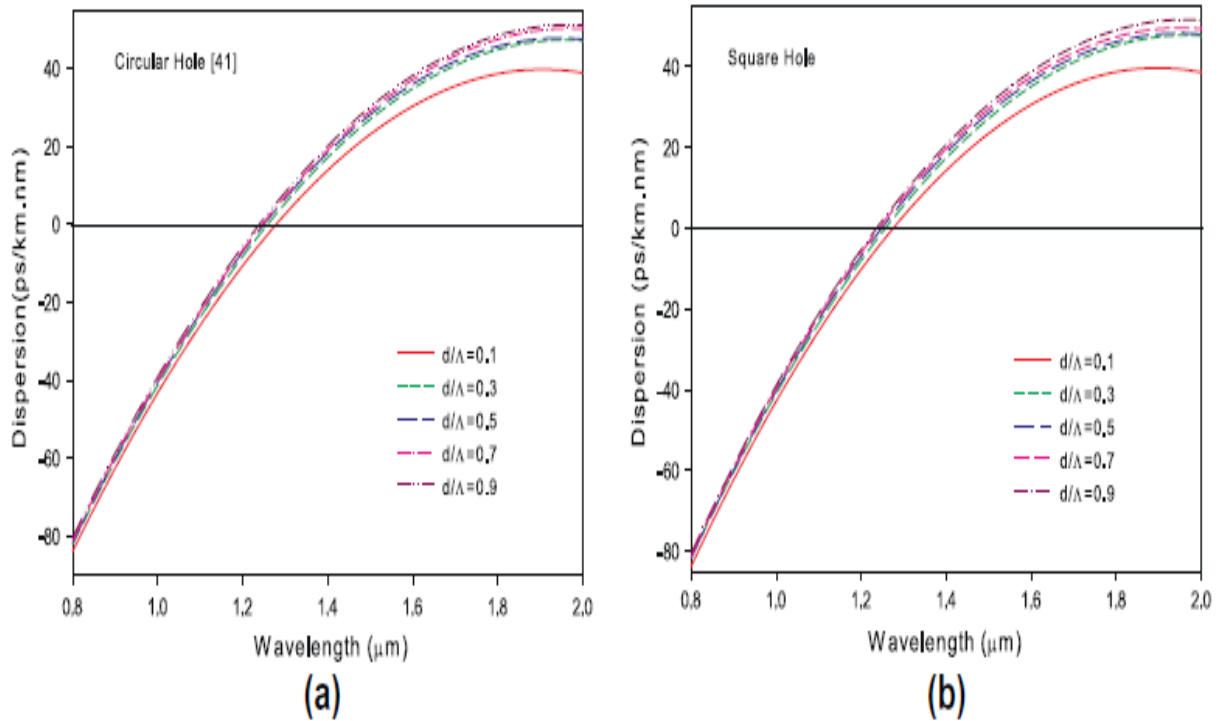 Circular Hole [41]
Dispersion(ps/km.nm)
40
20
0
-20
-40
-60
-80
d/Λ=0.1
d/Λ=0.3
d/Λ=0.5
d/Λ=0.7
d/Λ=0.9
0.8 1.0 1.2 1.4 1.6 1.8 2.0
Wavelength (μm)
(a)
Square Hole
Dispersion (ps/km.nm)
40
20
0
-20
-40
-60
-80
d/Λ=0.1
d/Λ=0.3
d/Λ=0.5
d/Λ=0.7
d/Λ=0.9
0.8 1.0 1.2 1.4 1.6 1.8 2.0
Wavelength (μm)
(b)